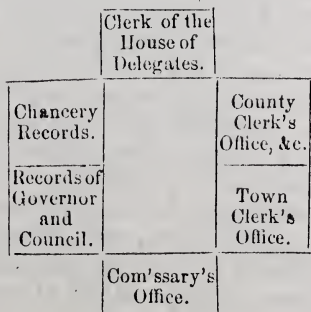 Clerk of the
House of
Delegates.
Chancery
Records.
County
Clerk's
Office, &c.
Records of
Governor
and
Council.
Town
Clerk's
Office.
Com'ssary's
Office.